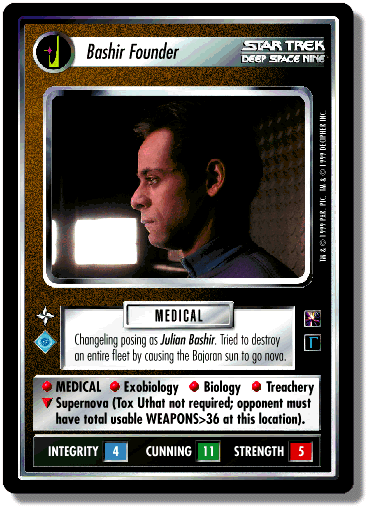 Bashir Founder
STAR TREK
DEEP SPACE NINE
TM & © 1999 PAR. PIC. TM & © 1999 DECIPHER INC.
MEDICAL
Changeling posing as Julian Bashir. Tried to destroy
an entire fleet by causing the Bajoran sun to go nova.
MEDICAL Exobiology Biology Treachery
Supernova (Tox Uthat not required; opponent must
have total usable WEAPONS>36 at this location).
INTEGRITY 4 CUNNING 11 STRENGTH 5